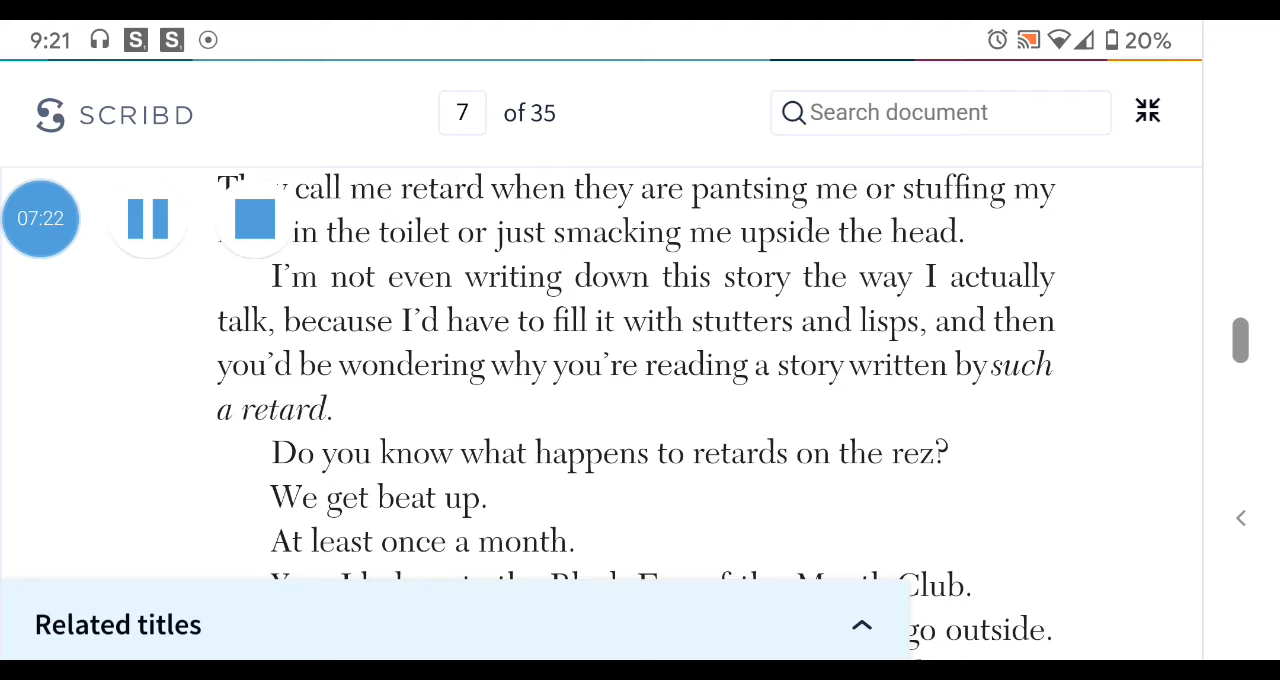 9:21 S S 20%
SCRIBD 7 of 35 Search document
07:22
call me retard when they are pantsing me or stuffing my
in the toilet or just smacking me upside the head.
I'm not even writing down this story the way I actually
talk, because I'd have to fill it with stutters and lisps, and then
you'd be wondering why you're reading a story written by such
a retard.
Do you know what happens to retards on the rez?
We get beat up.
At least once a month.
Club.
Related titles
go outside.